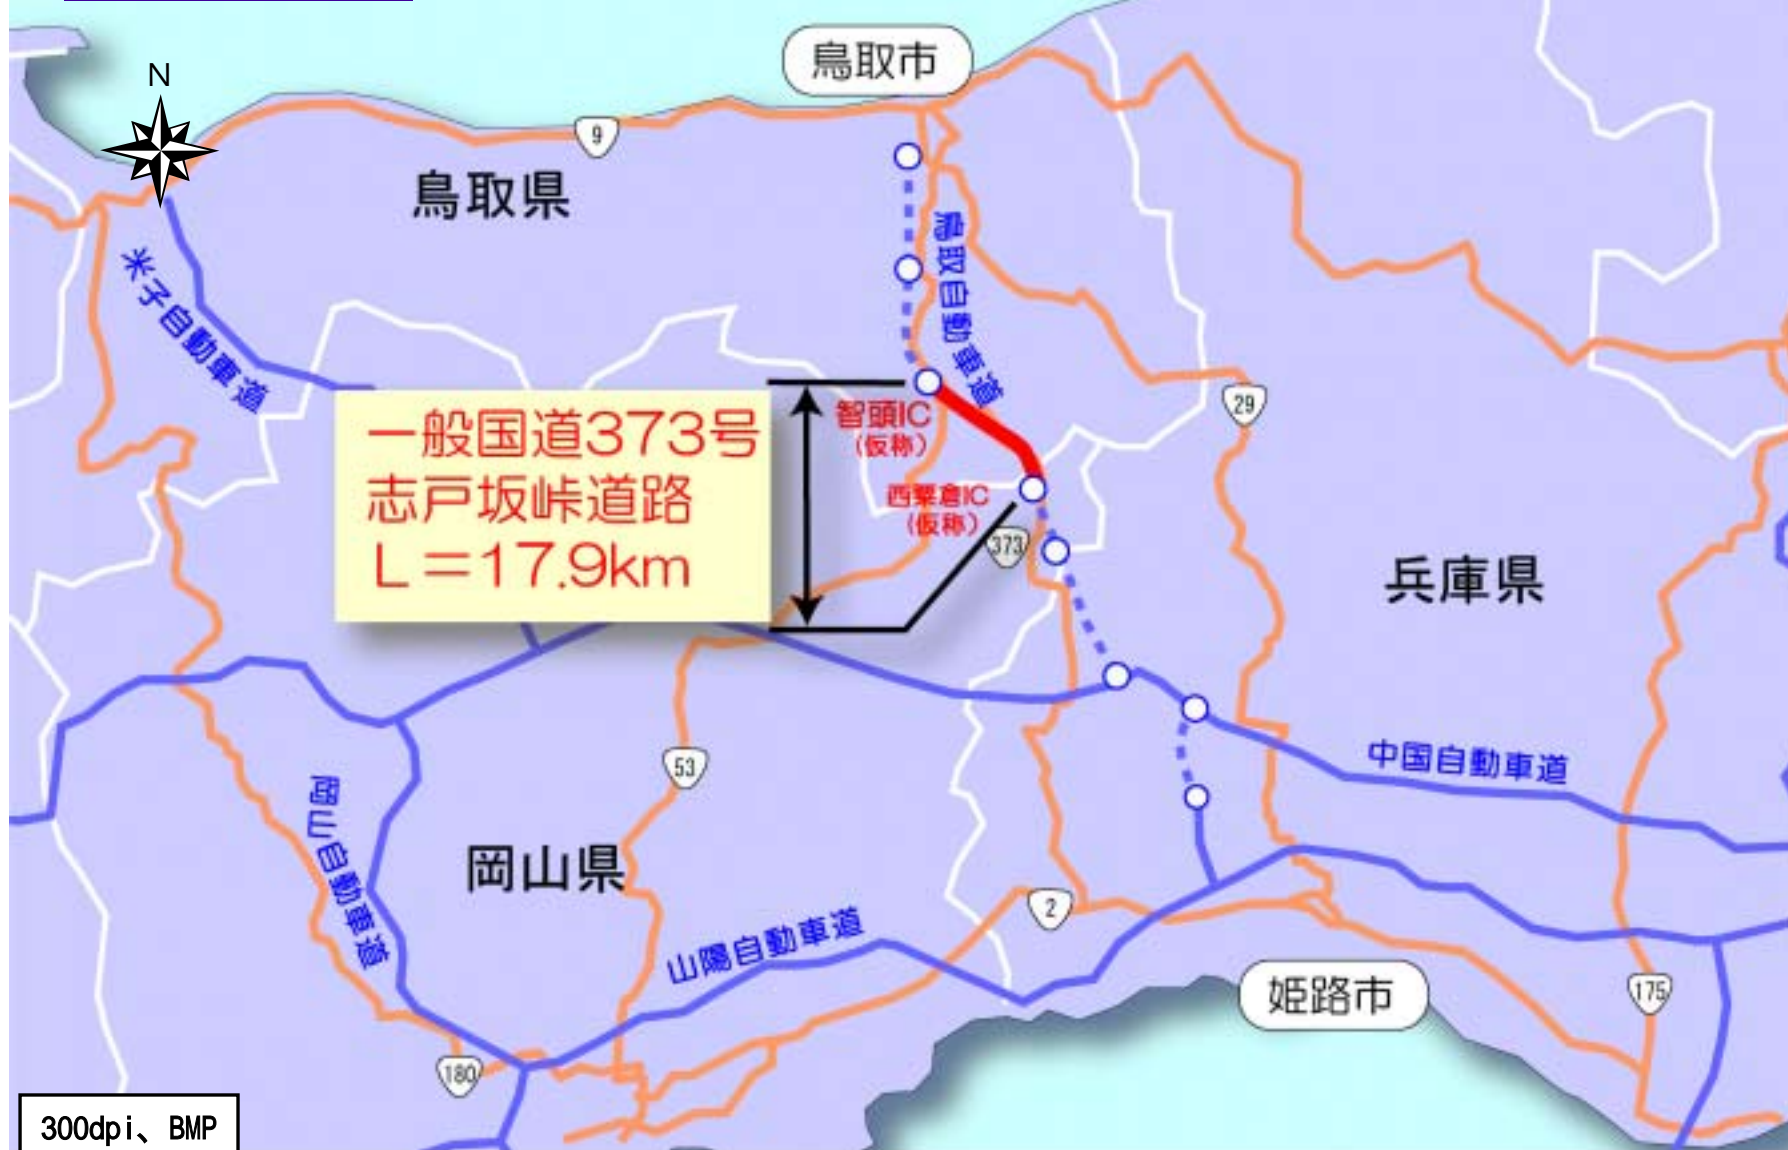 鳥取市
N
9
鳥取県
鳥取自動車道
米子自動車道
一般国道373号
志戸坂峠道路
L=17.9km
智頭IC
(仮称)
西粟倉IC
(仮称)
29
373
兵庫県
53
中国自動車道
岡山自動車道
岡山県
2
山陽自動車道
姫路市
175
180
300dpi、BMP